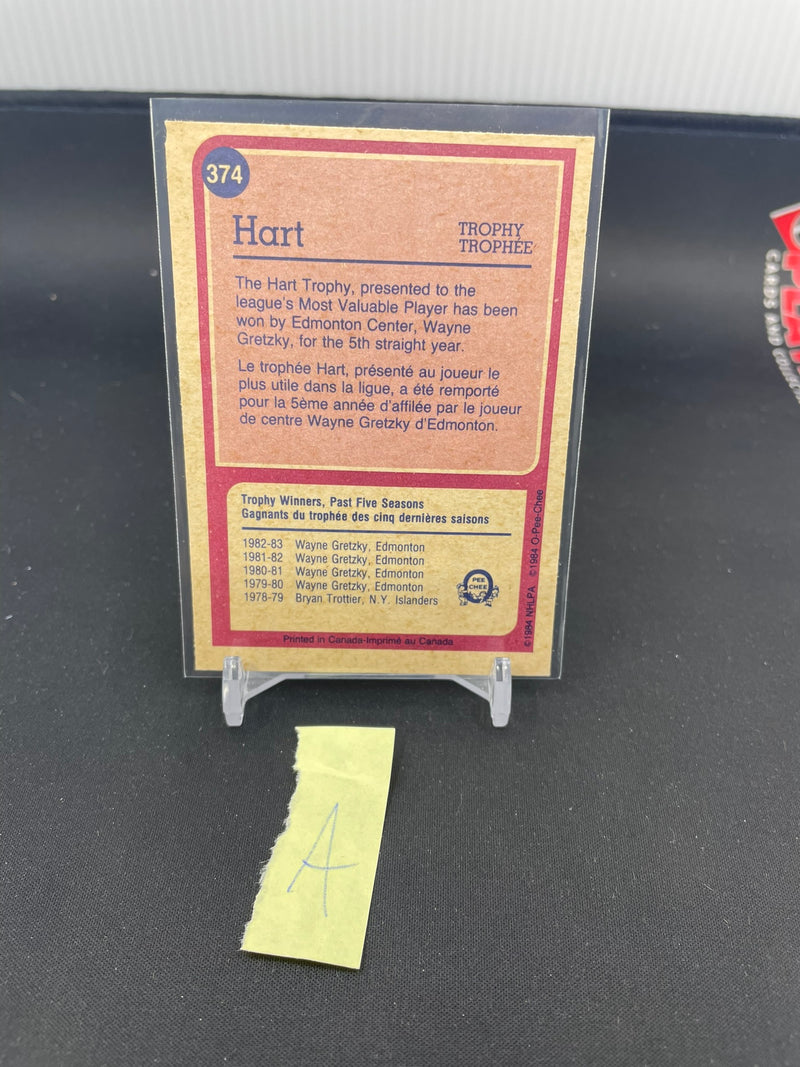 374
Hart
TROPHY
TROPHÉE
The Hart Trophy, presented to the
league's Most Valuable Player has been
won by Edmonton Center, Wayne
Gretzky, for the 5th straight year.
Le trophée Hart, présenté au joueur le
plus utile dans la ligue, a été remporté
pour la 5ème année d'affilée par le joueur
de centre Wayne Gretzky d'Edmonton.
Trophy Winners, Past Five Seasons
Gagnants du trophée des cinq dernières saisons
1982-83 Wayne Gretzky, Edmonton
1981-82 Wayne Gretzky, Edmonton
1980-81 Wayne Gretzky, Edmonton
1979-80 Wayne Gretzky, Edmonton
1978-79 Bryan Trottier, N.Y. Islanders
O
PEE
CHEE
Printed in Canada-Imprimé au Canada
©1984 NHLPA ©1984 O-Pee-Chee
CARDS AND
A